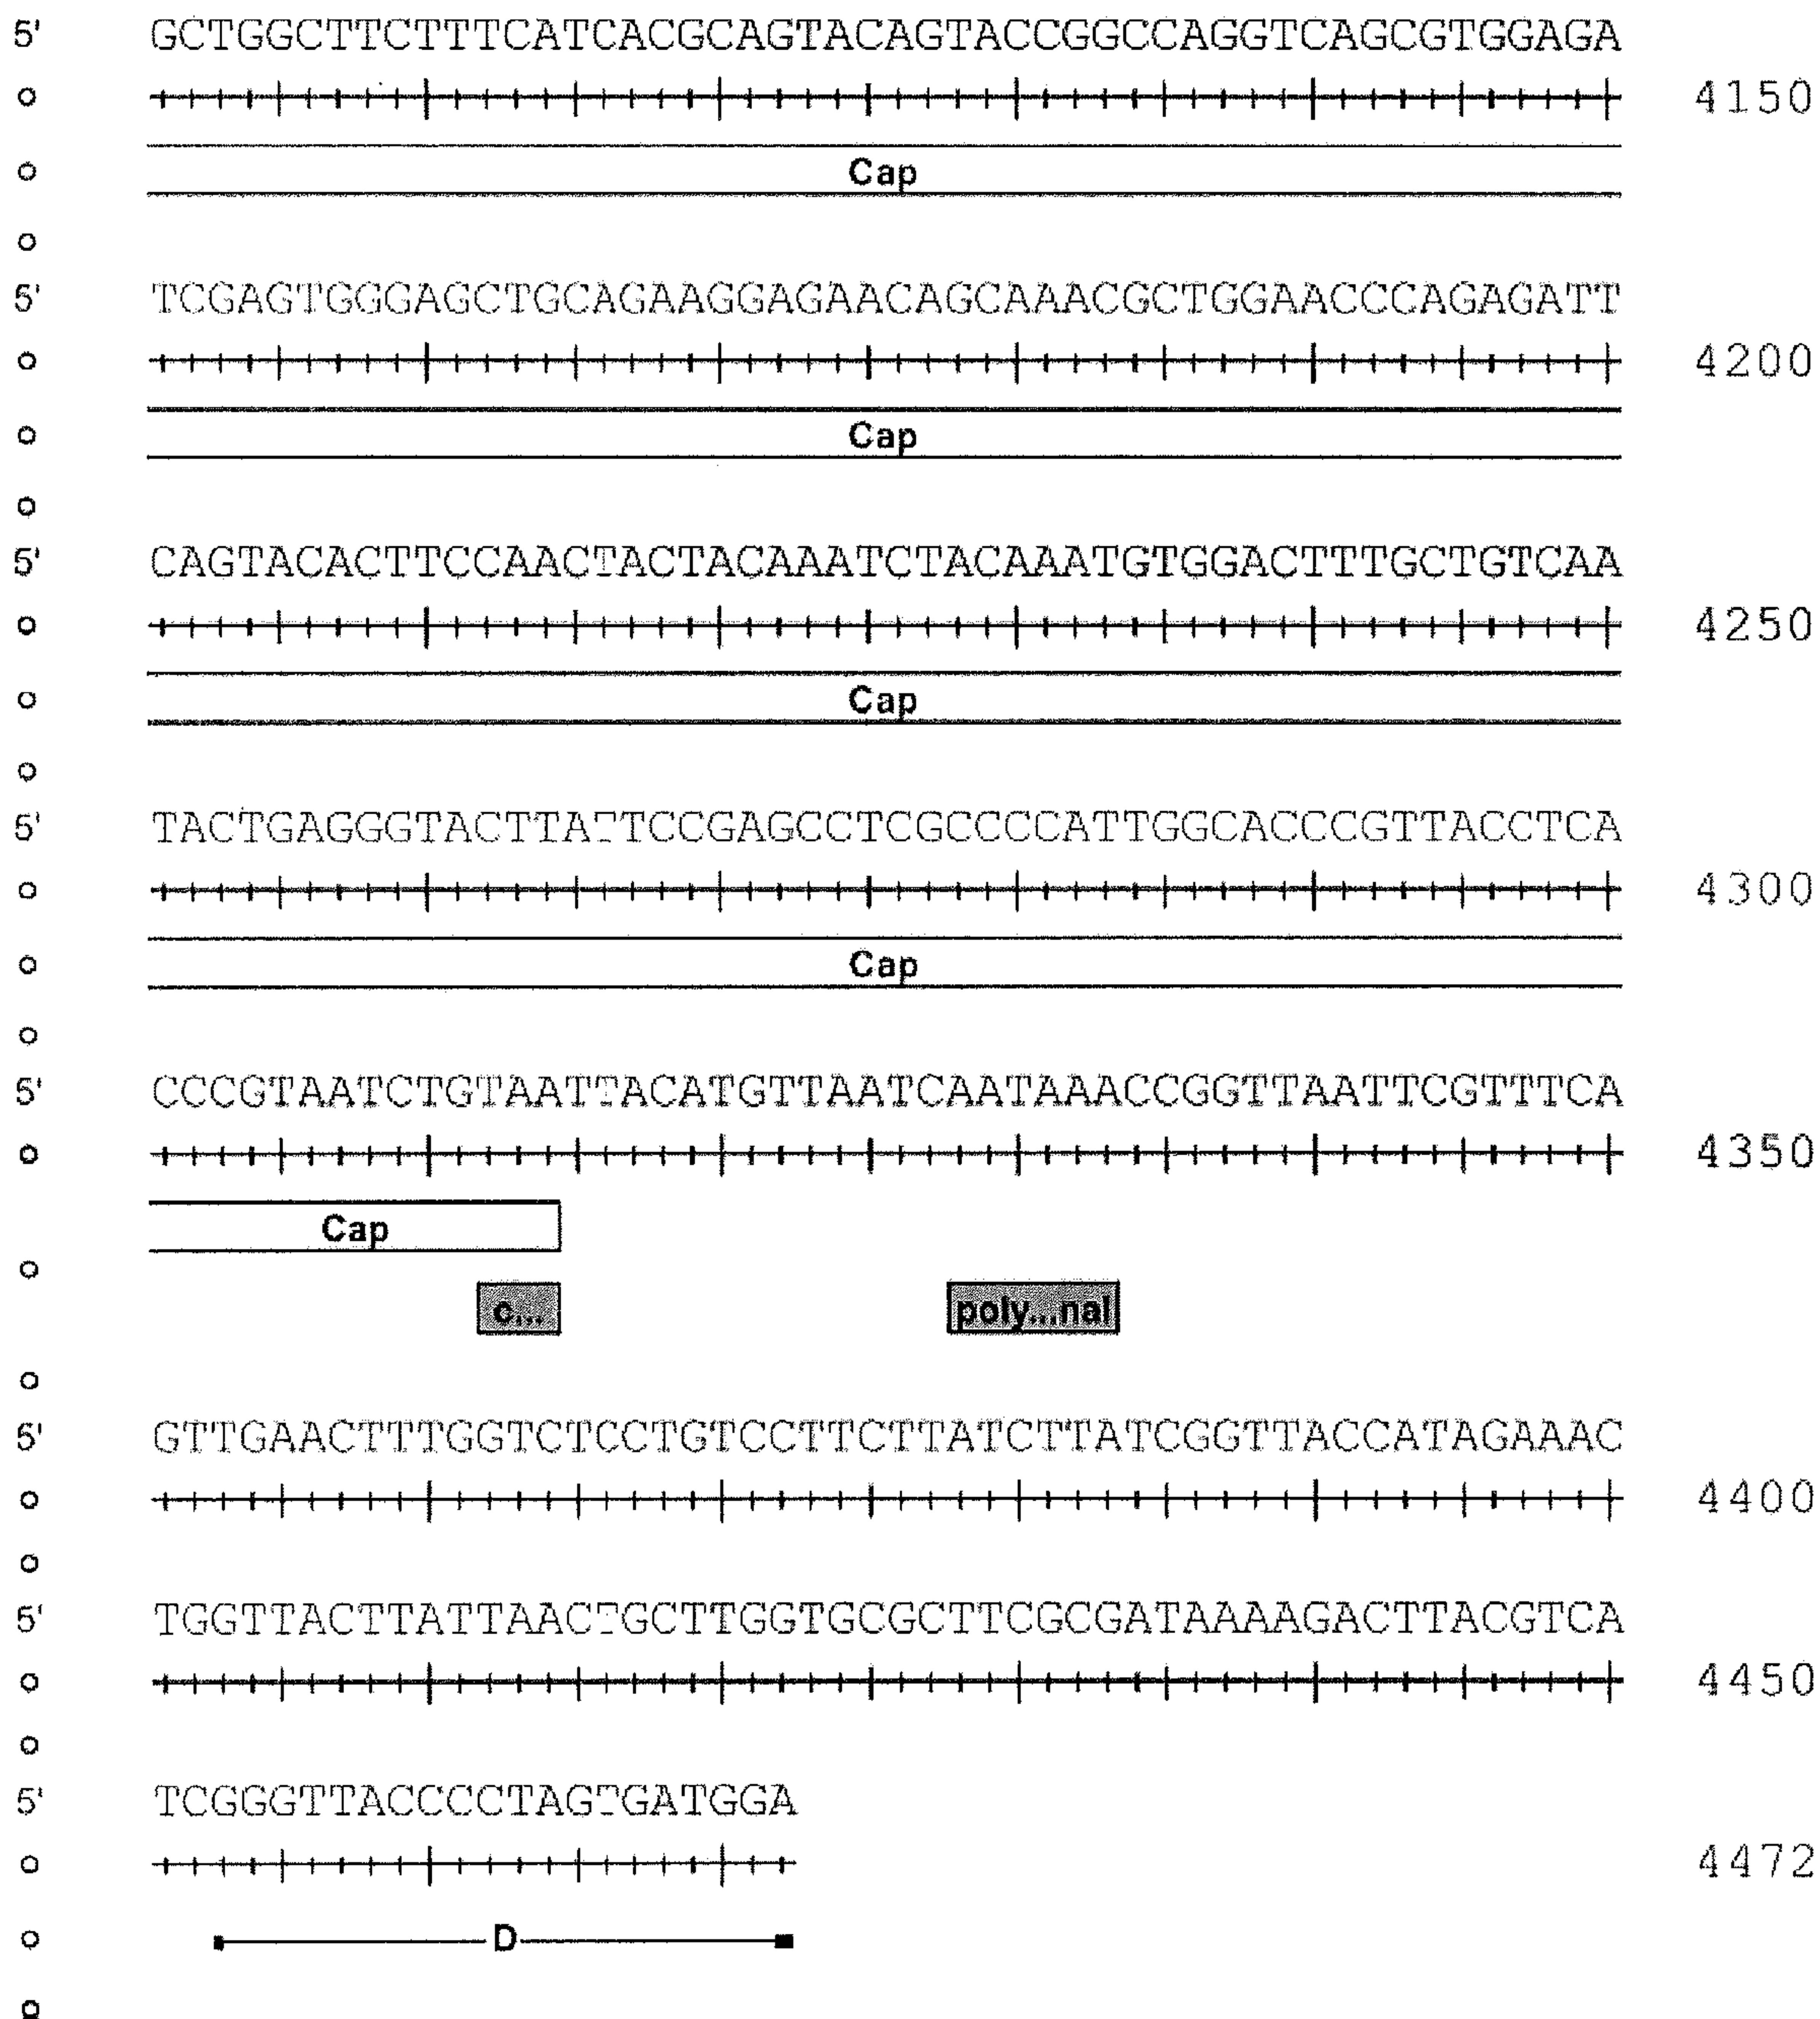 5' GCTGGCTTCTTTCATCACGCAGTACAGTACCGGCCAGGTCAGCGTGGAGA
4150
Cap
5' TCGAGTGGGAGCTGCAGAAGGAGAACAGCAAACGCTGGAACCCAGAGATT
4200
Cap
5' CAGTACACTTCCAACTACTACAAATCTACAAATGTGGACTTTGCTGTCAA
4250
Cap
5' TACTGAGGGTACTTATTCCGAGCCTCGCCCCATTGGCACCCGTTACCTCA
4300
Cap
5' CCCGTAATCTGTAATTACATGTTAATCAATAAACCGGTTAATTCGTTTCA
4350
Cap
c... poly...nal
5' GTTGAACTTTGGTCTCCTGTCCTTCTTATCTTATCGGTTACCATAGAAAC
4400
5' TGGTTACTTATTAACTGCTTGGTGCGCTTCGCGATAAAAGACTTACGTCA
4450
5' TCGGGTTACCCCTAGTGATGGA
4472
D